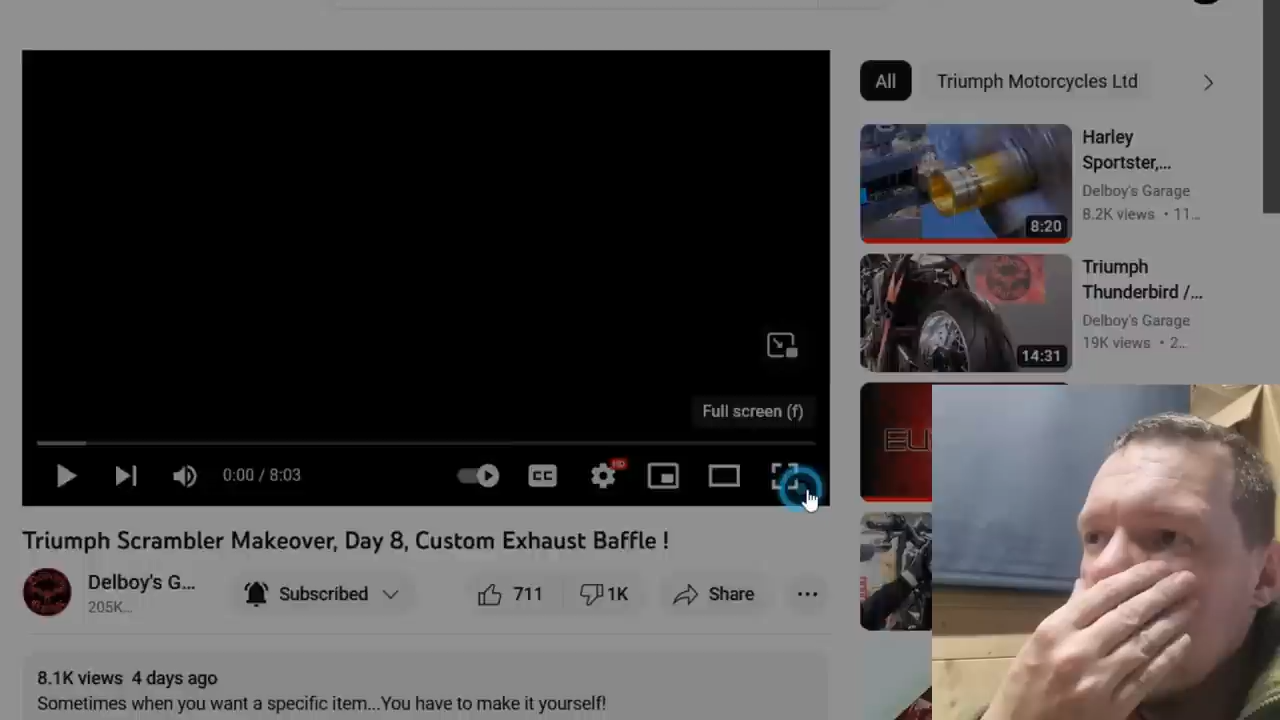 All
Triumph Motorcycles Ltd
Harley
Sportster,...
Delboy's Garage
8.2K views • 11...
8:20
Triumph
Thunderbird /...
Delboy's Garage
19K views • 2...
14:31
Full screen (f)
CC
HD
0:00 / 8:03
Triumph Scrambler Makeover, Day 8, Custom Exhaust Baffle !
Delboy's G...
205K...
Subscribed
711
1K
Share
8.1K views 4 days ago
Sometimes when you want a specific item...You have to make it yourself!